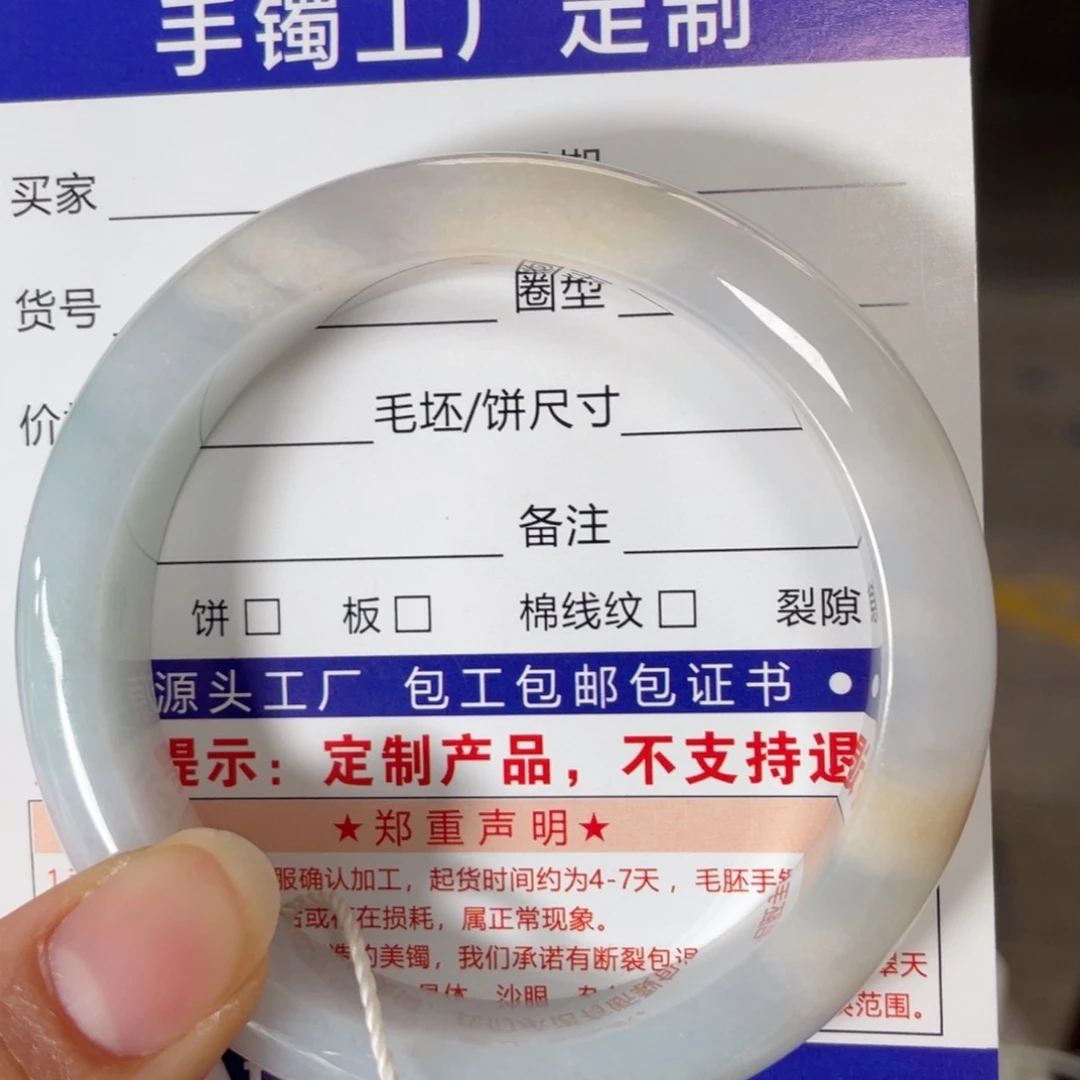 手镯工厂 定制
买家
货号 圈型
毛坯/饼尺寸
备注
饼□ 板□ 棉线纹□ 裂隙
源头工厂 包工包邮包证书
提示：定制产品，不支持退
★郑重声明★
服确认加工，起货时间约为4-7天，毛胚手
在损耗，属正常现象。
的美镯，我们承诺有断裂包退
天
范围。